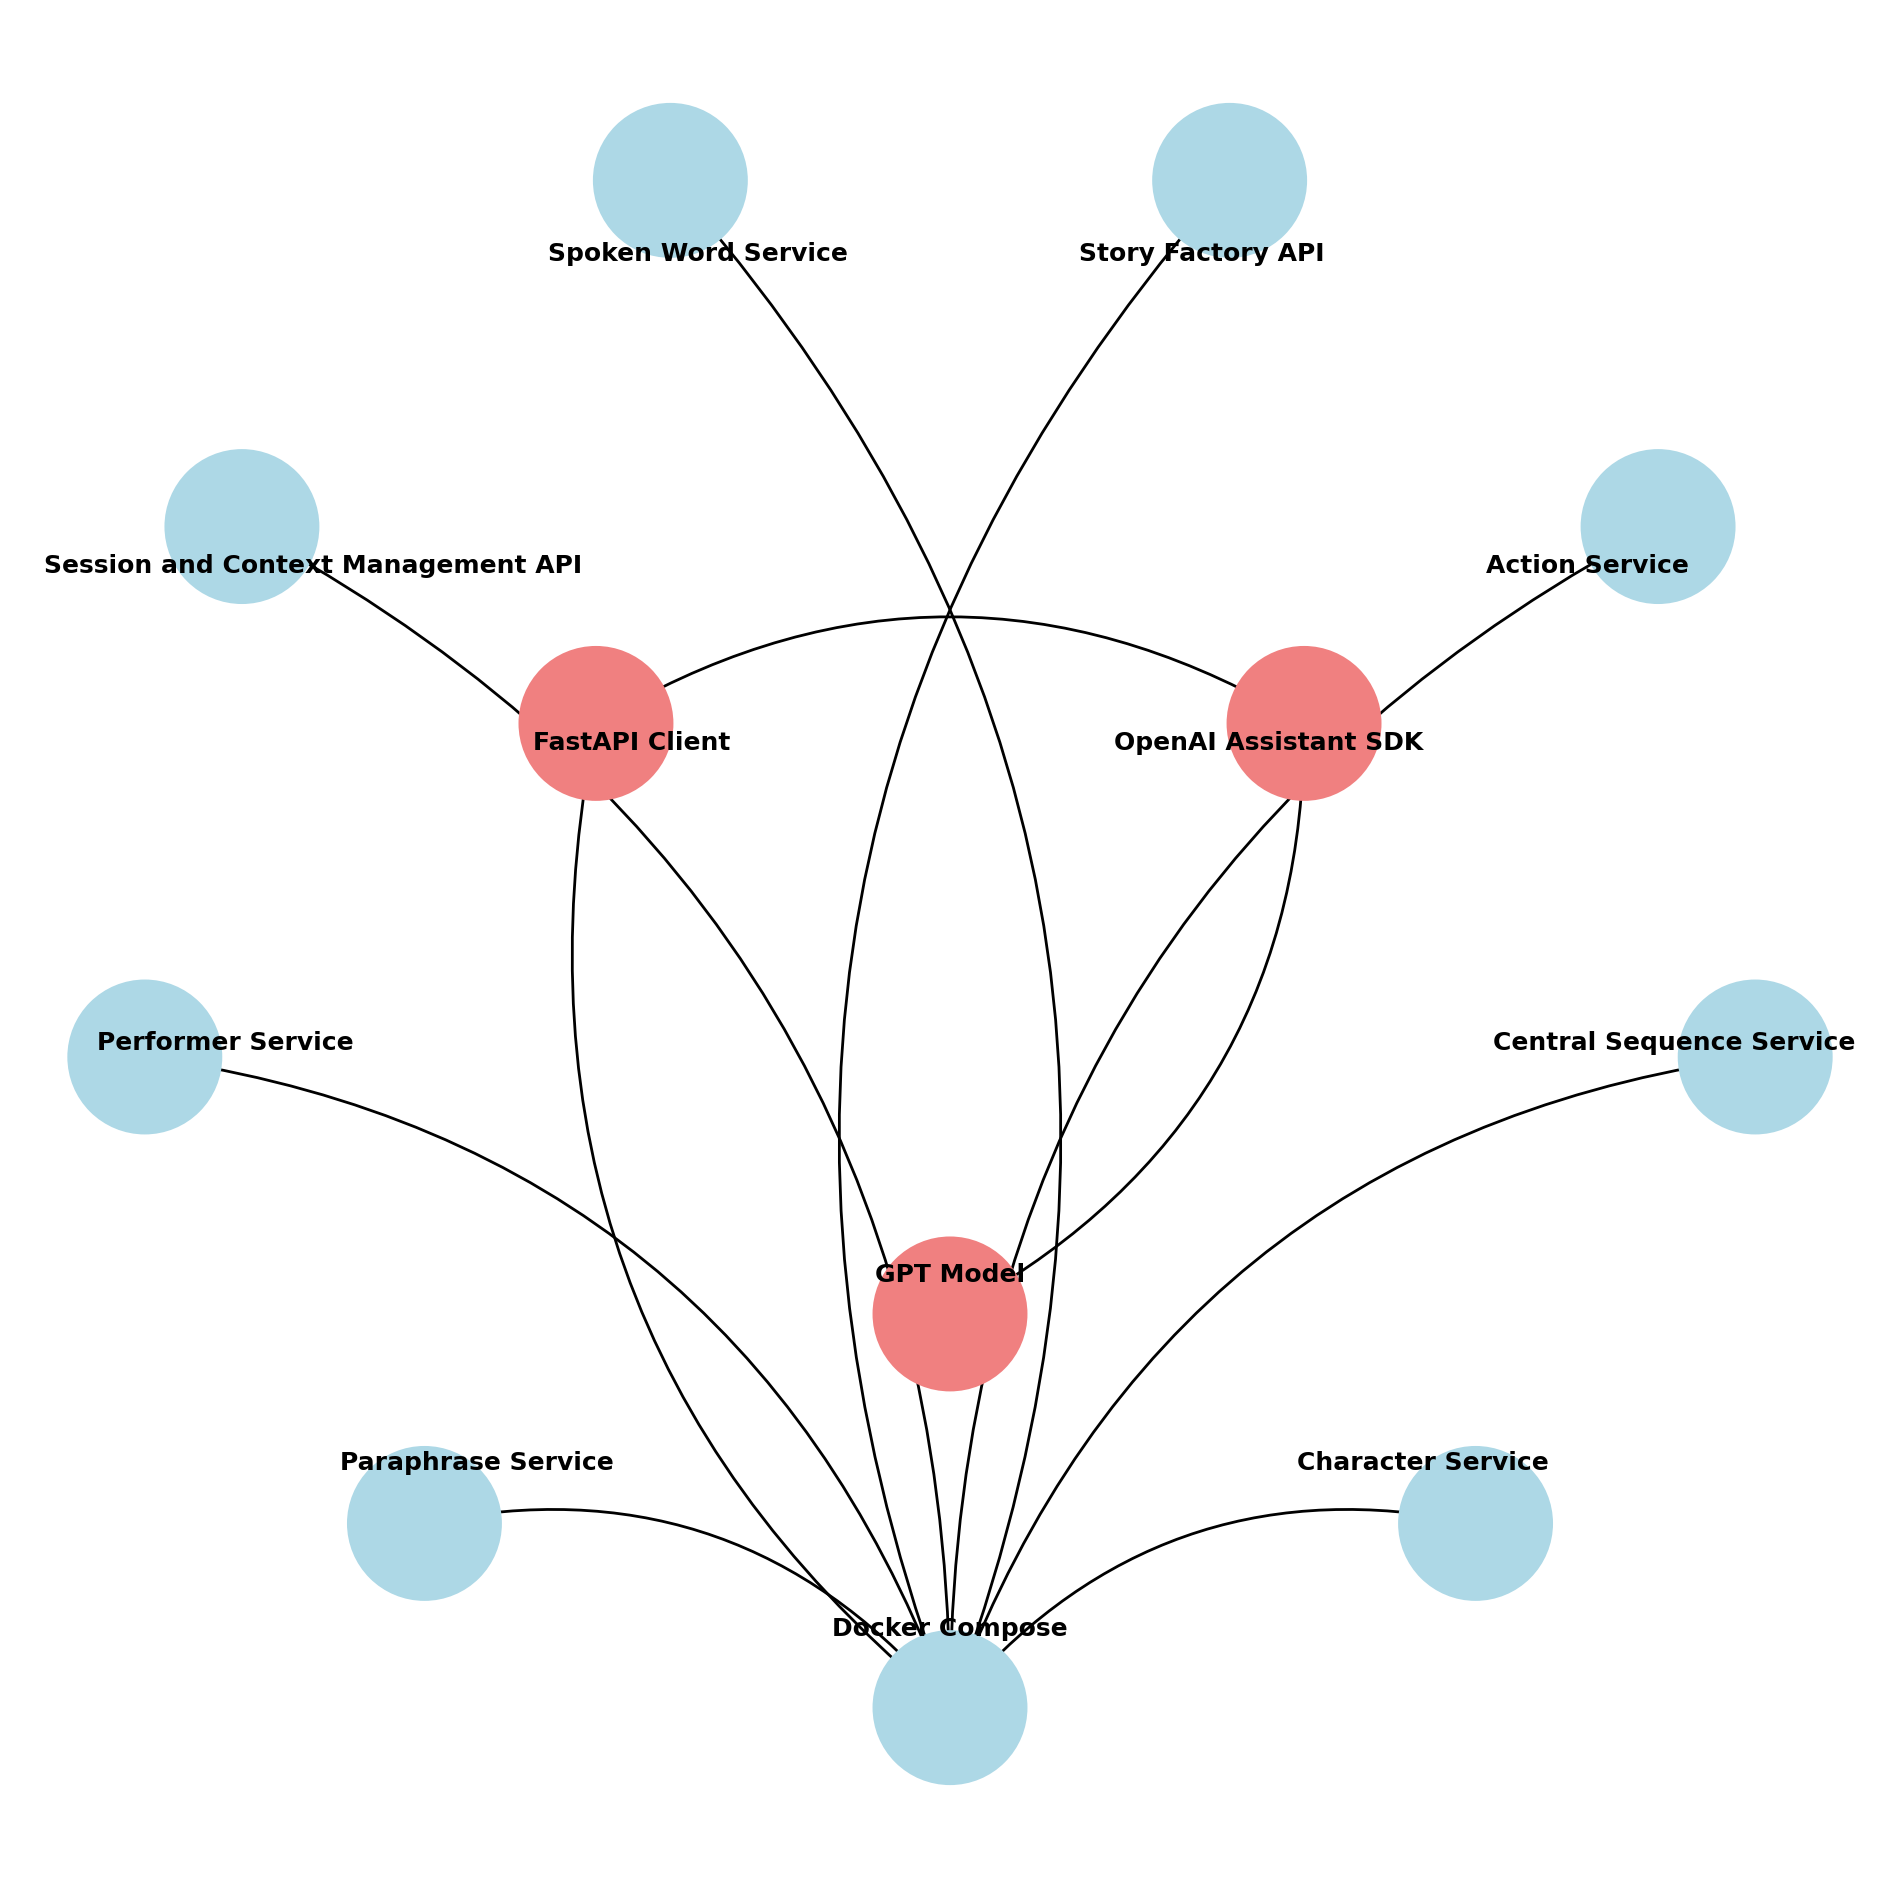 Spoken Word Service
Story Factory API
Session and Context Management API
Action Service
FastAPI Client
OpenAI Assistant SDK
Performer Service
Central Sequence Service
GPT Model
Paraphrase Service
Character Service
Docker Compose